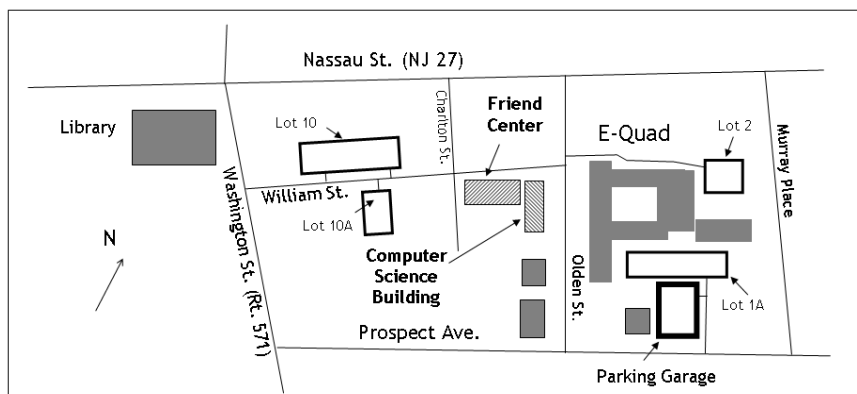 Nassau St. (NJ 27)
Library
Lot 10
Charlton St.
Friend
Center
E-Quad
Lot 2
Murray Place
Washington St. (Rt. 571)
William St.
Lot 10A
N
Computer
Science
Building
Olden St.
Lot 1A
Prospect Ave.
Parking Garage